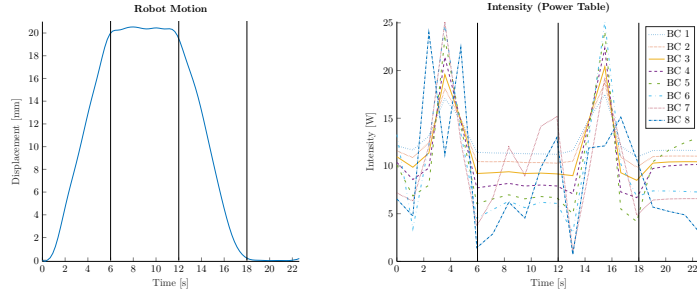 Robot Motion
Displacement [mm]
20
18
16
14
12
10
8
6
4
2
0
0 2 4 6 8 10 12 14 16 18 20 22
Time [s]
Intensity (Power Table)
Intensity [W]
25
20
15
10
5
0
0 2 4 6 8 10 12 14 16 18 20 22
Time [s]
BC 1
BC 2
BC 3
BC 4
BC 5
BC 6
BC 7
BC 8